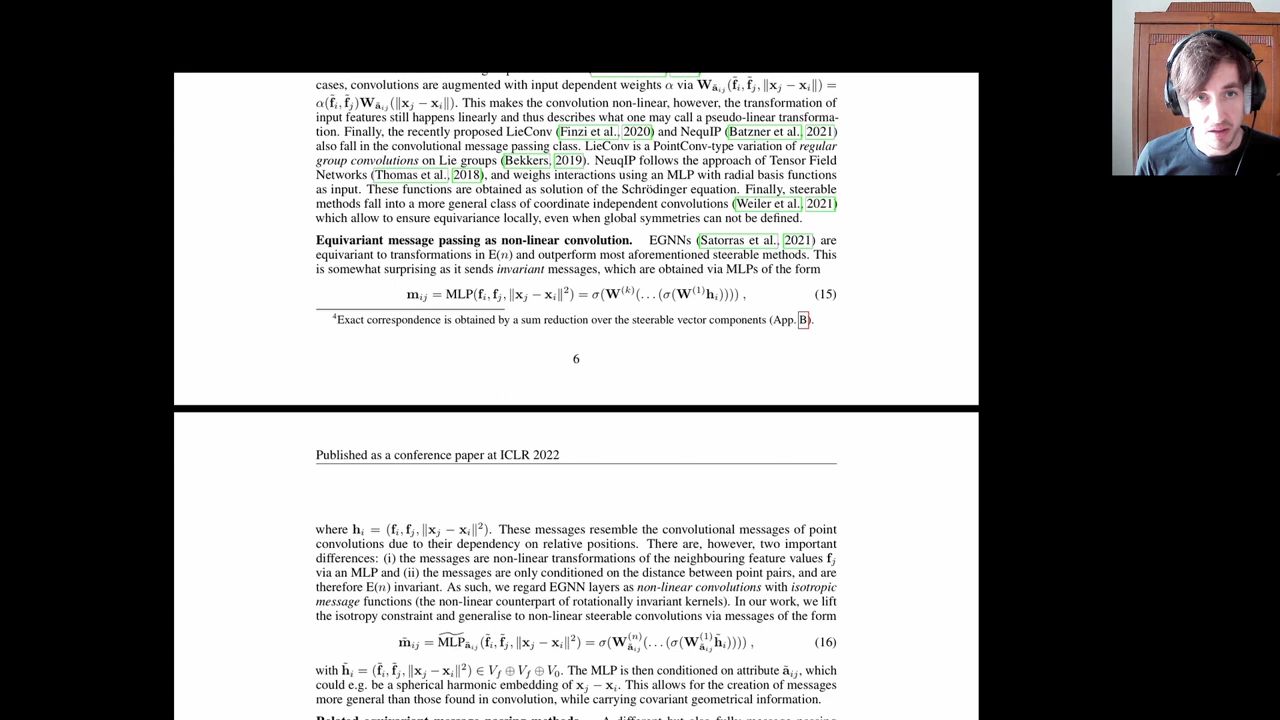 cases, convolutions are augmented with input dependent weights α via W_ã_ij(f̃_i, f̃_j, ‖x_j − x_i‖) =
α(f̃_i, f̃_j)W_ã_ij(‖x_j − x_i‖). This makes the convolution non-linear, however, the transformation of
input features still happens linearly and thus describes what one may call a pseudo-linear transforma-
tion. Finally, the recently proposed LieConv (Finzi et al., 2020) and NequIP (Batzner et al., 2021)
also fall in the convolutional message passing class. LieConv is a PointConv-type variation of regular
group convolutions on Lie groups (Bekkers, 2019). NeuqIP follows the approach of Tensor Field
Networks (Thomas et al., 2018), and weighs interactions using an MLP with radial basis functions
as input. These functions are obtained as solution of the Schrödinger equation. Finally, steerable
methods fall into a more general class of coordinate independent convolutions (Weiler et al., 2021)
which allow to ensure equivariance locally, even when global symmetries can not be defined.
Equivariant message passing as non-linear convolution. EGNNs (Satorras et al., 2021) are
equivariant to transformations in E(n) and outperform most aforementioned steerable methods. This
is somewhat surprising as it sends invariant messages, which are obtained via MLPs of the form
m_ij = MLP(f_i, f_j, ‖x_j − x_i‖²) = σ(W^(k)(…(σ(W^(1)h_i)))) , (15)
⁴Exact correspondence is obtained by a sum reduction over the steerable vector components (App. B).
6
Published as a conference paper at ICLR 2022
where h_i = (f_i, f_j, ‖x_j − x_i‖²). These messages resemble the convolutional messages of point
convolutions due to their dependency on relative positions. There are, however, two important
differences: (i) the messages are non-linear transformations of the neighbouring feature values f_j
via an MLP and (ii) the messages are only conditioned on the distance between point pairs, and are
therefore E(n) invariant. As such, we regard EGNN layers as non-linear convolutions with isotropic
message functions (the non-linear counterpart of rotationally invariant kernels). In our work, we lift
the isotropy constraint and generalise to non-linear steerable convolutions via messages of the form
m̃_ij = M͠LP_ã_ij(f̃_i, f̃_j, ‖x_j − x_i‖²) = σ(W^(n)_ã_ij(…(σ(W^(1)_ã_ij h̃_i)))) , (16)
with h̃_i = (f̃_i, f̃_j, ‖x_j − x_i‖²) ∈ V_f ⊕ V_f ⊕ V_0. The MLP is then conditioned on attribute ã_ij, which
could e.g. be a spherical harmonic embedding of x_j − x_i. This allows for the creation of messages
more general than those found in convolution, while carrying covariant geometrical information.